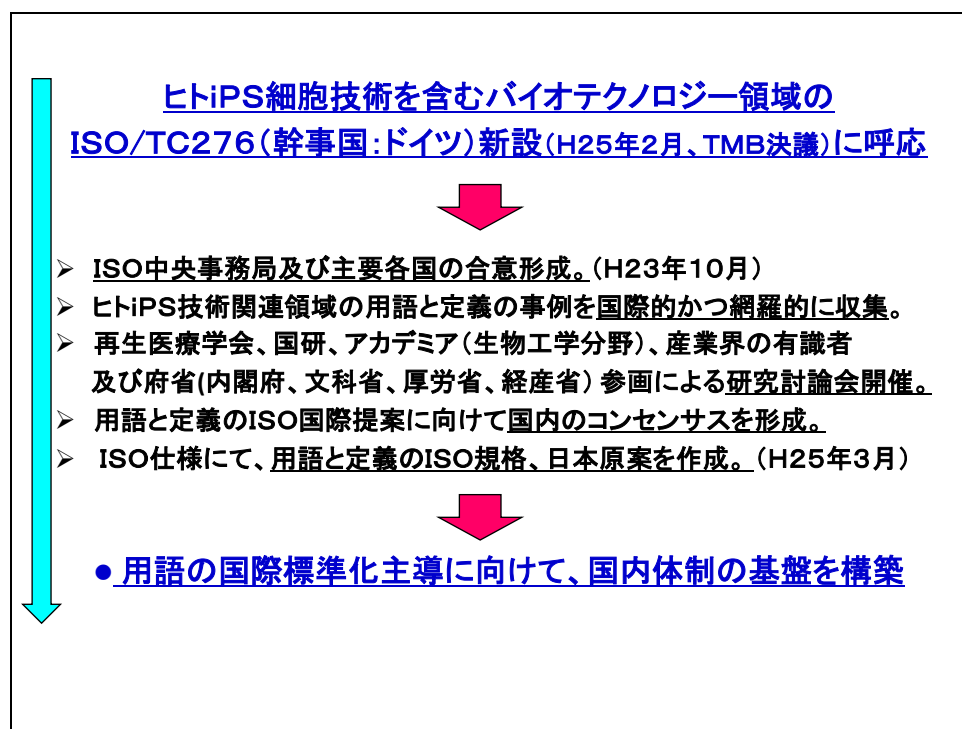 ヒトiPS細胞技術を含むバイオテクノロジー領域の
ISO/TC276(幹事国:ドイツ)新設(H25年2月、TMB決議)に呼応
➢ ISO中央事務局及び主要各国の合意形成。(H23年10月)
➢ ヒトiPS技術関連領域の用語と定義の事例を国際的かつ網羅的に収集。
➢ 再生医療学会、国研、アカデミア(生物工学分野)、産業界の有識者
及び府省(内閣府、文科省、厚労省、経産省) 参画による研究討論会開催。
➢ 用語と定義のISO国際提案に向けて国内のコンセンサスを形成。
➢ ISO仕様にて、用語と定義のISO規格、日本原案を作成。(H25年3月)
● 用語の国際標準化主導に向けて、国内体制の基盤を構築